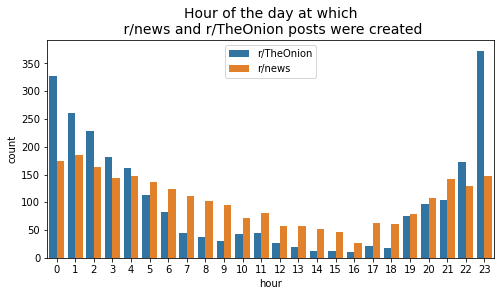 Hour of the day at which
r/news and r/TheOnion posts were created
r/TheOnion
r/news
count
350
300
250
200
150
100
50
0
0 1 2 3 4 5 6 7 8 9 10 11 12 13 14 15 16 17 18 19 20 21 22 23
hour